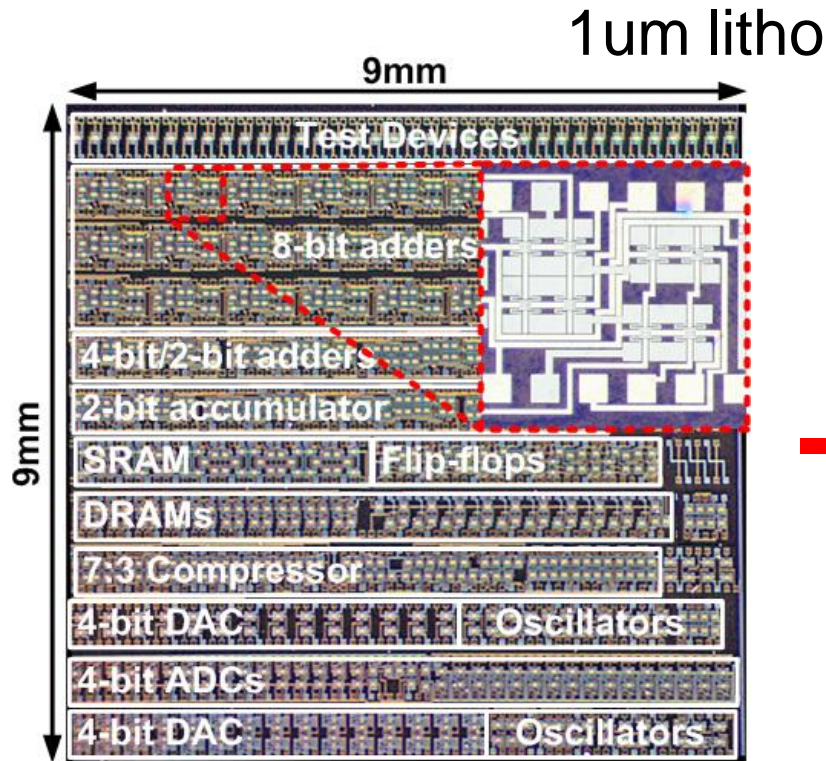 1um litho
9mm
9mm
Test Devices
8-bit adders
4-bit/2-bit adders
2-bit accumulator
SRAM Flip-flops
DRAMs
7:3 Compressor
4-bit DAC Oscillators
4-bit ADCs
4-bit DAC Oscillators